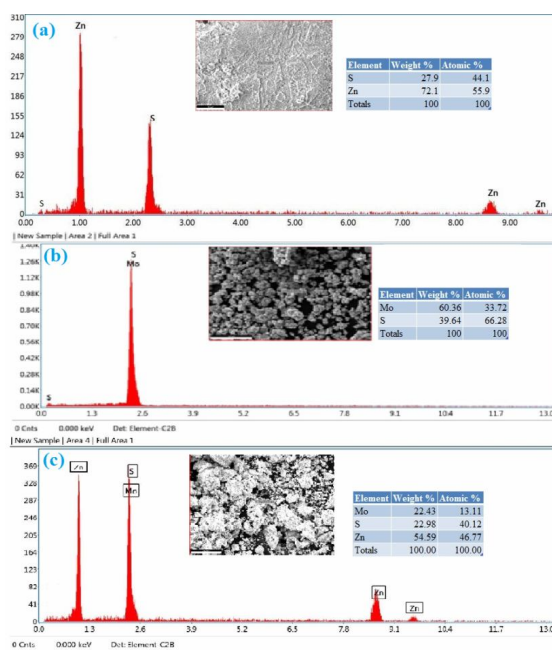 (a)
310
279
248
217
186
155
124
93
62
31
0
Zn
S
S
Zn
Zn
Element Weight % Atomic %
S 27.9 44.1
Zn 72.1 55.9
Totals 100 100
0.00 1.00 2.00 3.00 4.00 5.00 6.00 7.00 8.00 9.00
| New Sample | Area 2 | Full Area 1
(b)
1.40K
1.26K
1.12K
0.98K
0.84K
0.70K
0.56K
0.42K
0.28K
0.14K
0.00K
S
Mo
S
Element Weight % Atomic %
Mo 60.36 33.72
S 39.64 66.28
Totals 100 100
0.0 1.3 2.6 3.9 5.2 6.5 7.8 9.1 10.4 11.7 13.0
0 Cnts 0.000 keV Det: Element-C2B
| New Sample | Area 4 | Full Area 1
(c)
369
328
287
246
205
164
123
82
41
0
Zn
S
Mn
Zn
Zn
Element Weight % Atomic %
Mo 22.43 13.11
S 22.98 40.12
Zn 54.59 46.77
Totals 100.00 100.00
0.0 1.3 2.6 3.9 5.2 6.5 7.8 9.1 10.4 11.7 13.0
0 Cnts 0.000 keV Det: Element-C2B